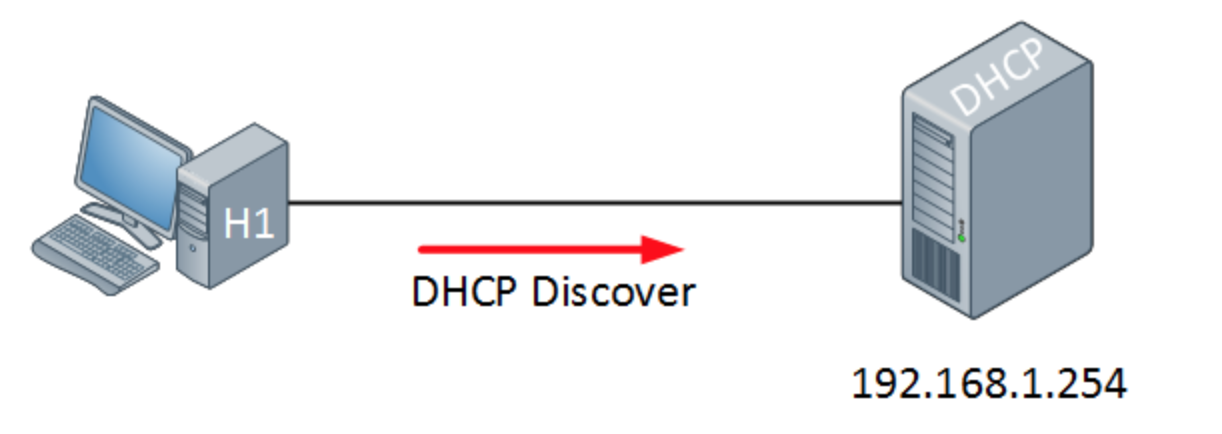 DHCP
H1
DHCP Discover
192.168.1.254